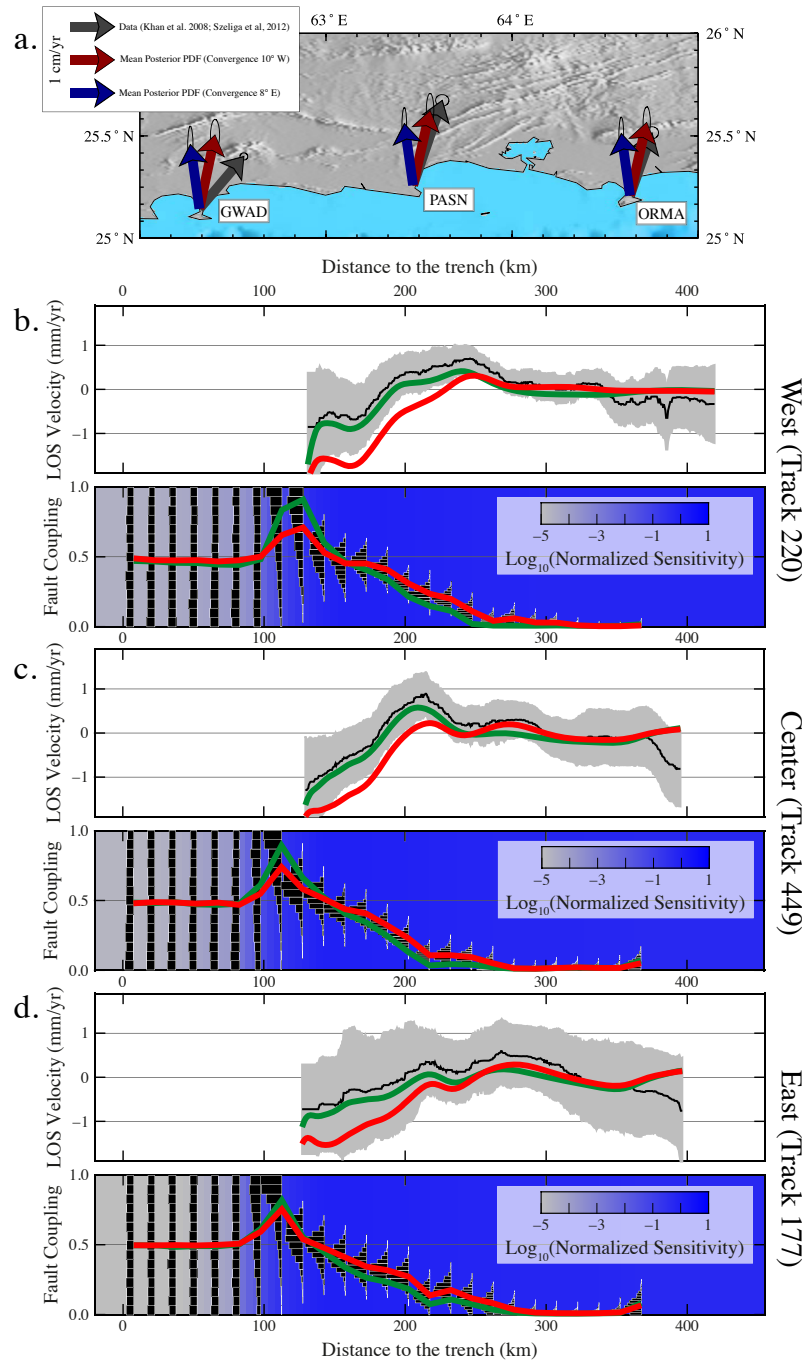 a.
63˚E
64˚E
1 cm/yr
Data (Khan et al. 2008; Szeliga et al, 2012)
Mean Posterior PDF (Convergence 10° W)
Mean Posterior PDF (Convergence 8° E)
26˚N
25.5˚N
25.5˚N
25˚N
25˚N
GWAD
PASN
ORMA
Distance to the trench (km)
0 100 200 300 400
b.
LOS Velocity (mm/yr)
1
0
−1
Fault Coupling
1.0
0.5
0.0
−5 −3 −1 1
Log10(Normalized Sensitivity)
0 100 200 300 400
West (Track 220)
c.
LOS Velocity (mm/yr)
1
0
−1
Fault Coupling
1.0
0.5
0.0
−5 −3 −1 1
Log10(Normalized Sensitivity)
0 100 200 300 400
Center (Track 449)
d.
LOS Velocity (mm/yr)
1
0
−1
Fault Coupling
1.0
0.5
0.0
−5 −3 −1 1
Log10(Normalized Sensitivity)
0 100 200 300 400
Distance to the trench (km)
East (Track 177)